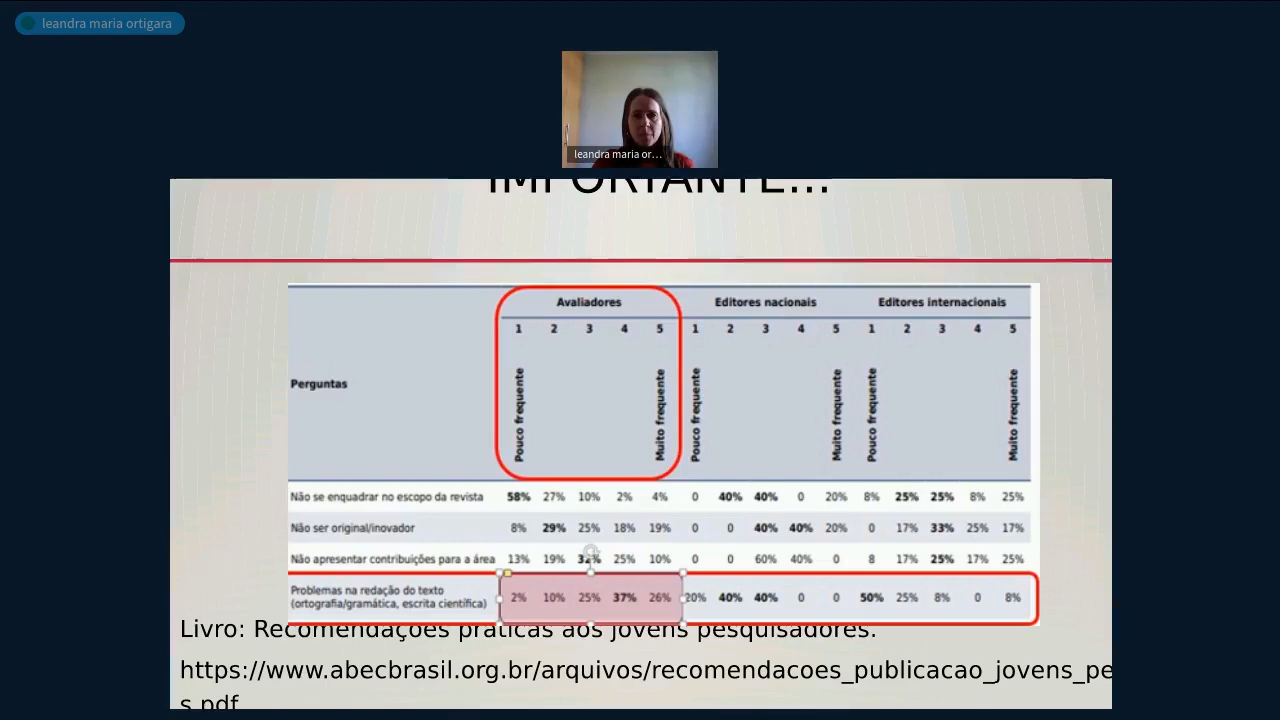 leandra maria ortigara
leandra maria or...
IMPORTANTE...
Avaliadores Editores nacionais Editores internacionais
1 2 3 4 5 1 2 3 4 5 1 2 3 4 5
Perguntas Pouco frequente Muito frequente Pouco frequente Muito frequente Pouco frequente Muito frequente
Não se enquadrar no escopo da revista 58% 27% 10% 2% 4% 0 40% 40% 0 20% 8% 25% 25% 8% 25%
Não ser original/inovador 8% 29% 25% 18% 19% 0 0 40% 40% 20% 0 17% 33% 25% 17%
Não apresentar contribuições para a área 13% 19% 32% 25% 10% 0 0 60% 40% 0 8 17% 25% 17% 25%
Problemas na redação do texto
(ortografia/gramática, escrita científica) 2% 10% 25% 37% 26% 20% 40% 40% 0 0 50% 25% 8% 0 8%
Livro: Recomendações práticas aos jovens pesquisadores.
https://www.abecbrasil.org.br/arquivos/recomendacoes_publicacao_jovens_pe
s.pdf